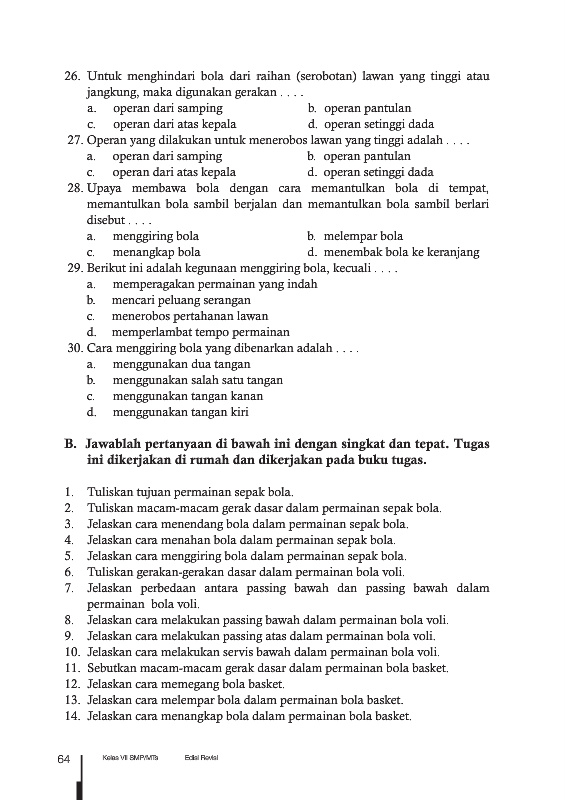 26. Untuk menghindari bola dari raihan (serobotan) lawan yang tinggi atau
jangkung, maka digunakan gerakan . . . .
a. operan dari samping b. operan pantulan
c. operan dari atas kepala d. operan setinggi dada
27. Operan yang dilakukan untuk menerobos lawan yang tinggi adalah . . . .
a. operan dari samping b. operan pantulan
c. operan dari atas kepala d. operan setinggi dada
28. Upaya membawa bola dengan cara memantulkan bola di tempat,
memantulkan bola sambil berjalan dan memantulkan bola sambil berlari
disebut . . . .
a. menggiring bola b. melempar bola
c. menangkap bola d. menembak bola ke keranjang
29. Berikut ini adalah kegunaan menggiring bola, kecuali . . . .
a. memperagakan permainan yang indah
b. mencari peluang serangan
c. menerobos pertahanan lawan
d. memperlambat tempo permainan
30. Cara menggiring bola yang dibenarkan adalah . . . .
a. menggunakan dua tangan
b. menggunakan salah satu tangan
c. menggunakan tangan kanan
d. menggunakan tangan kiri
B. Jawablah pertanyaan di bawah ini dengan singkat dan tepat. Tugas
ini dikerjakan di rumah dan dikerjakan pada buku tugas.
1. Tuliskan tujuan permainan sepak bola.
2. Tuliskan macam-macam gerak dasar dalam permainan sepak bola.
3. Jelaskan cara menendang bola dalam permainan sepak bola.
4. Jelaskan cara menahan bola dalam permainan sepak bola.
5. Jelaskan cara menggiring bola dalam permainan sepak bola.
6. Tuliskan gerakan-gerakan dasar dalam permainan bola voli.
7. Jelaskan perbedaan antara passing bawah dan passing bawah dalam
permainan bola voli.
8. Jelaskan cara melakukan passing bawah dalam permainan bola voli.
9. Jelaskan cara melakukan passing atas dalam permainan bola voli.
10. Jelaskan cara melakukan servis bawah dalam permainan bola voli.
11. Sebutkan macam-macam gerak dasar dalam permainan bola basket.
12. Jelaskan cara memegang bola basket.
13. Jelaskan cara melempar bola dalam permainan bola basket.
14. Jelaskan cara menangkap bola dalam permainan bola basket.
64 Kelas VII SMP/MTs Edisi Revisi